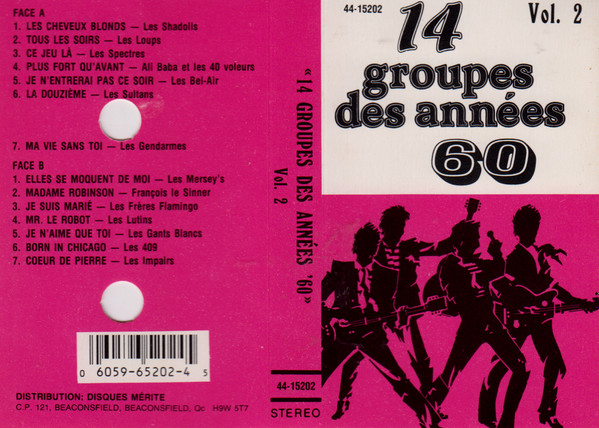 FACE A
1. LES CHEVEUX BLONDS — Les Shadolls
2. TOUS LES SOIRS — Les Loups
3. CE JEU LÀ — Les Spectres
4. PLUS FORT QU'AVANT — Ali Baba et les 40 voleurs
5. JE N'ENTRERAI PAS CE SOIR — Les Bel-Air
6. LA DOUZIÈME — Les Sultans
7. MA VIE SANS TOI — Les Gendarmes
FACE B
1. ELLES SE MOQUENT DE MOI — Les Mersey's
2. MADAME ROBINSON — François le Sinner
3. JE SUIS MARIÉ — Les Frères Flamingo
4. MR. LE ROBOT — Les Lutins
5. JE N'AIME QUE TOI — Les Gants Blancs
6. BORN IN CHICAGO — Les 409
7. COEUR DE PIERRE — Les Impairs
0 6059-65202-4 5
DISTRIBUTION: DISQUES MÉRITE
C.P. 121, BEACONSFIELD, BEACONSFIELD, Qc H9W 5T7
«14 GROUPES DES ANNÉES '60»
Vol. 2
44-15202
STEREO
44-15202
Vol. 2
14
groupes
des années
60